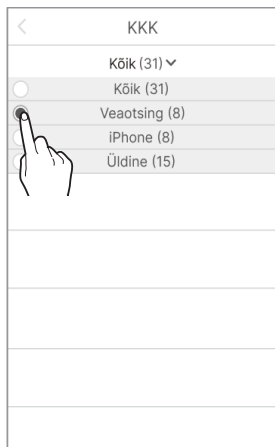 KKK
Kõik (31)
Kõik (31)
Veaotsing (8)
iPhone (8)
Üldine (15)